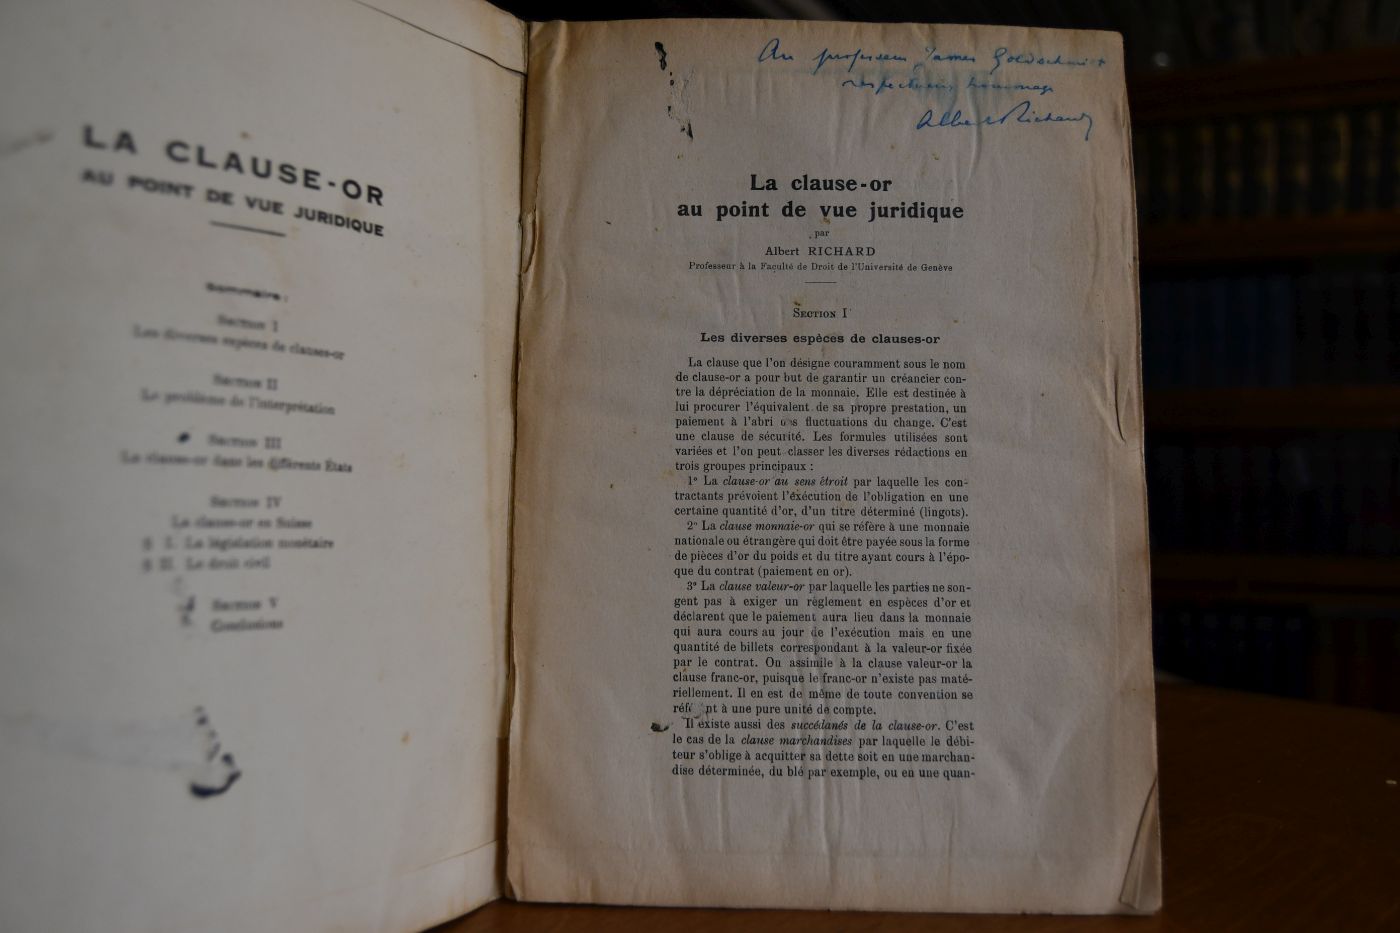 LA CLAUSE-OR
AU POINT DE VUE JURIDIQUE
Sommaire :
Section I
Les diverses espèces de clauses-or
Section II
Le problème de l'interprétation
Section III
La clause-or dans les différents États
Section IV
La clause-or en Suisse
§ I. La législation monétaire
§ II. Le droit civil
Section V
Conclusions
Au professeur James Goldschmidt
respectueux hommage
Albert Richard
La clause-or
au point de vue juridique
par
Albert RICHARD
Professeur à la Faculté de Droit de l'Université de Genève
Section I
Les diverses espèces de clauses-or
La clause que l'on désigne couramment sous le nom
de clause-or a pour but de garantir un créancier con-
tre la dépréciation de la monnaie. Elle est destinée à
lui procurer l'équivalent de sa propre prestation, un
paiement à l'abri des fluctuations du change. C'est
une clause de sécurité. Les formules utilisées sont
variées et l'on peut classer les diverses rédactions en
trois groupes principaux :
1° La clause-or au sens étroit par laquelle les con-
tractants prévoient l'éxécution de l'obligation en une
certaine quantité d'or, d'un titre déterminé (lingots).
2° La clause monnaie-or qui se réfère à une monnaie
nationale ou étrangère qui doit être payée sous la forme
de pièces d'or du poids et du titre ayant cours à l'épo-
que du contrat (paiement en or).
3° La clause valeur-or par laquelle les parties ne son-
gent pas à exiger un règlement en espèces d'or et
déclarent que le paiement aura lieu dans la monnaie
qui aura cours au jour de l'exécution mais en une
quantité de billets correspondant à la valeur-or fixée
par le contrat. On assimile à la clause valeur-or la
clause franc-or, puisque le franc-or n'existe pas maté-
riellement. Il en est de même de toute convention se
référant à une pure unité de compte.
Il existe aussi des succédanés de la clause-or. C'est
le cas de la clause marchandises par laquelle le débi-
teur s'oblige à acquitter sa dette soit en une marchan-
dise déterminée, du blé par exemple, ou en une quan-